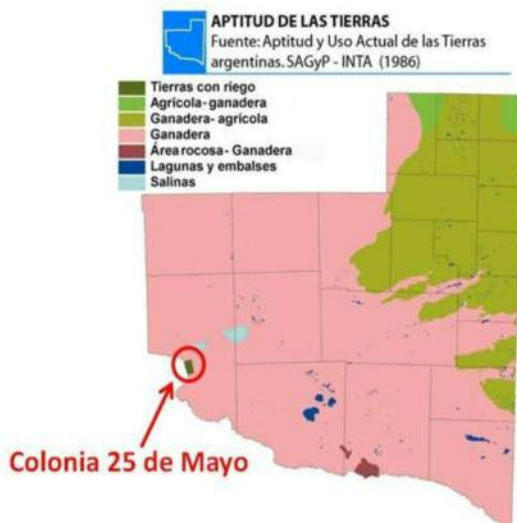 APTITUD DE LAS TIERRAS
Fuente: Aptitud y Uso Actual de las Tierras
argentinas. SAGyP - INTA (1986)
Tierras con riego
Agrícola-ganadera
Ganadera- agrícola
Ganadera
Área rocosa- Ganadera
Lagunas y embalses
Salinas
Colonia 25 de Mayo